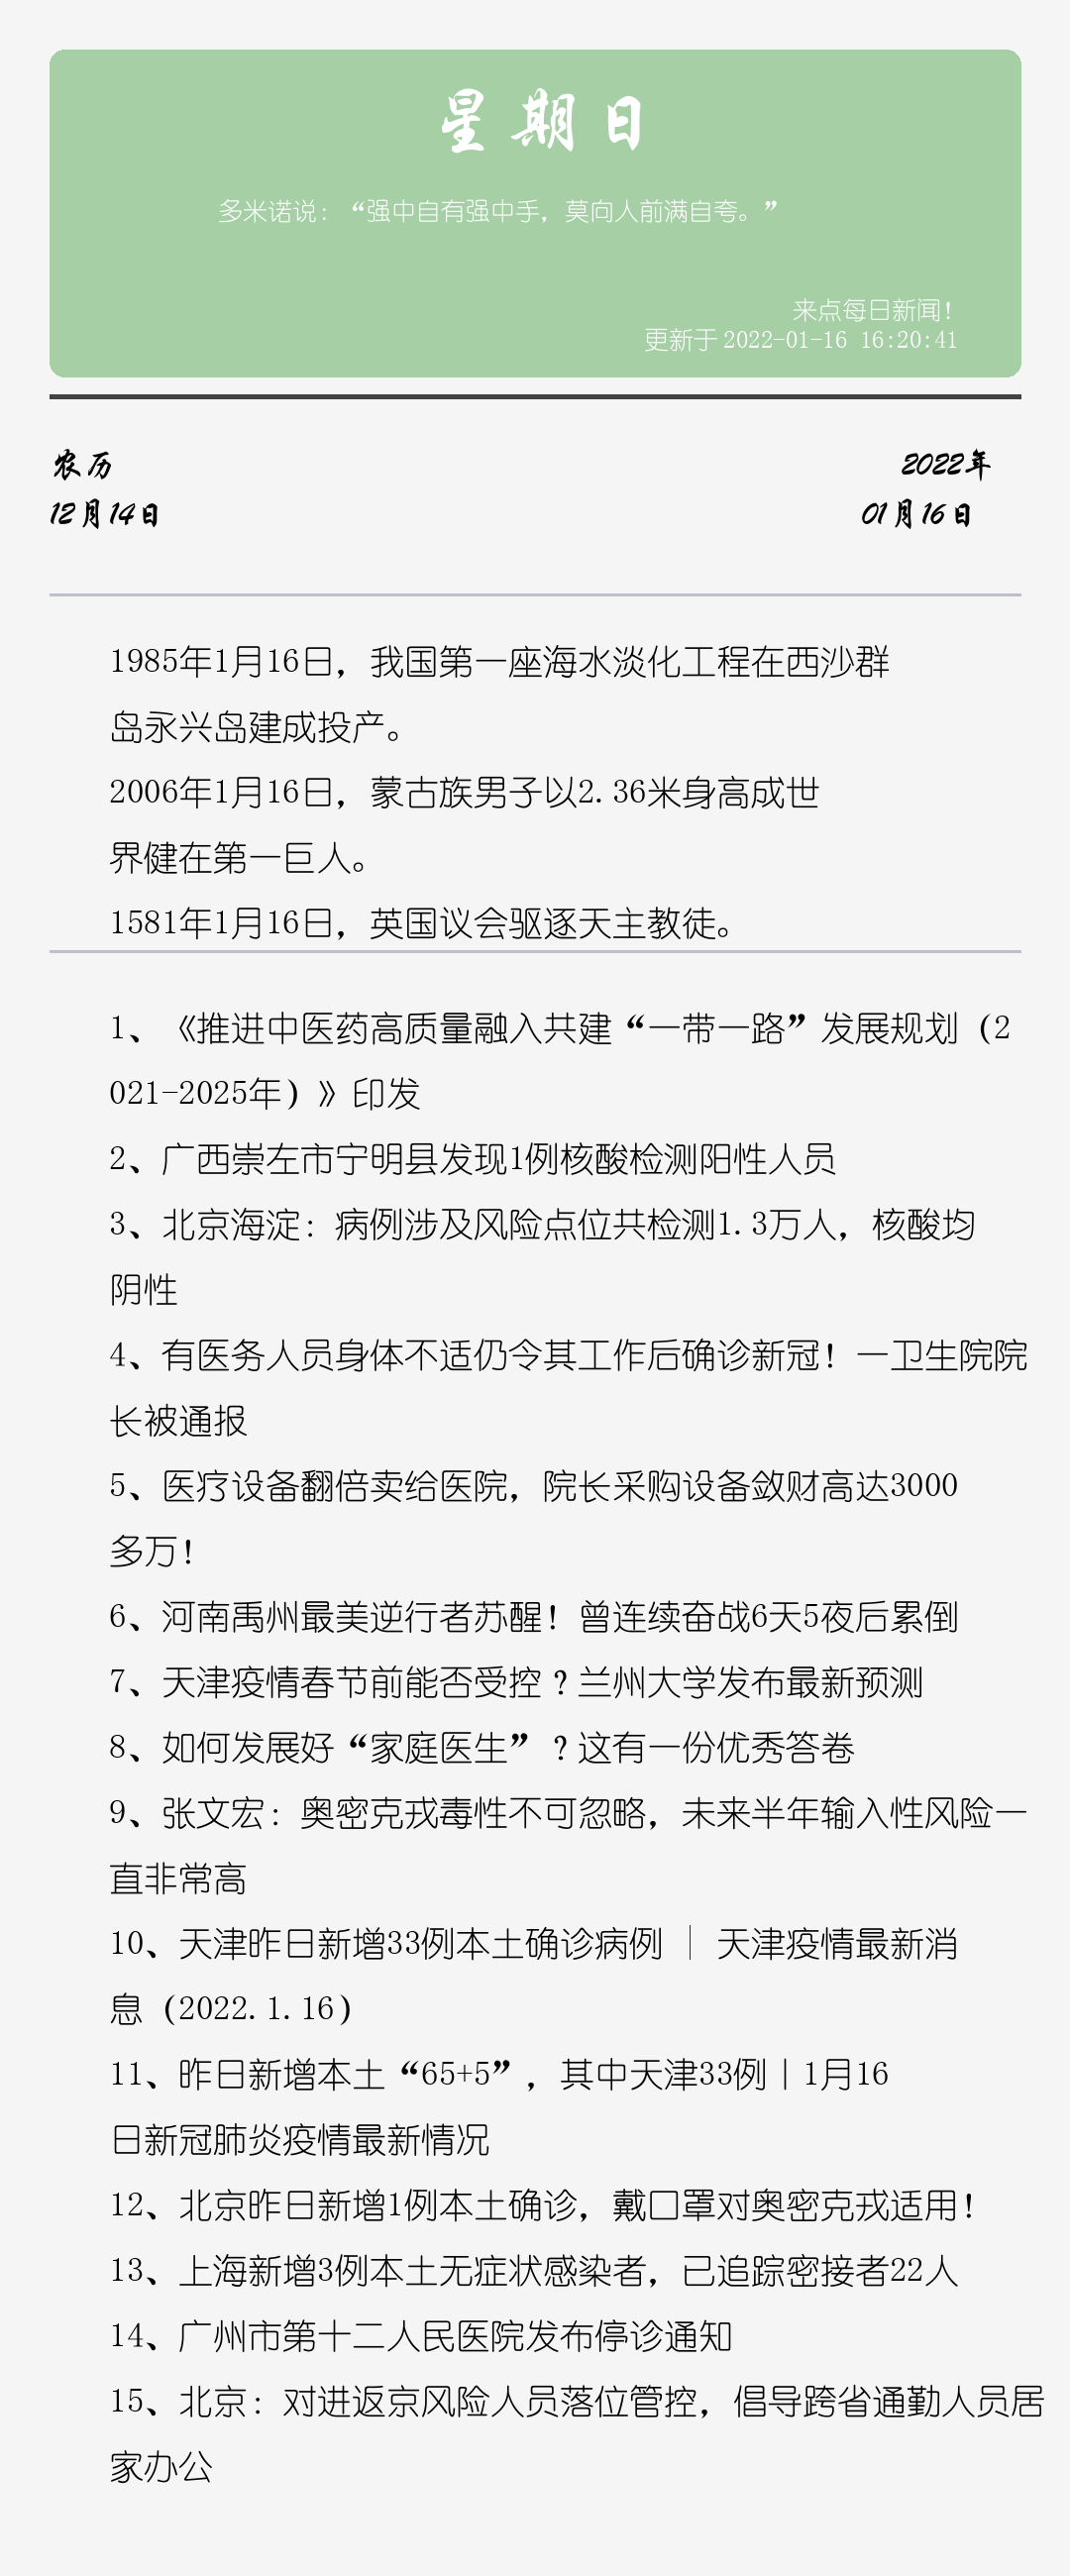 星期日
多米诺说：“强中自有强中手，莫向人前满自夸。”
来点每日新闻！
更新于 2022-01-16 16:20:41
农历
2022年
12月14日
01月16日
1985年1月16日，我国第一座海水淡化工程在西沙群
岛永兴岛建成投产。
2006年1月16日，蒙古族男子以2.36米身高成世
界健在第一巨人。
1581年1月16日，英国议会驱逐天主教徒。
1、《推进中医药高质量融入共建“一带一路”发展规划（2
021-2025年）》印发
2、广西崇左市宁明县发现1例核酸检测阳性人员
3、北京海淀：病例涉及风险点位共检测1.3万人，核酸均
阴性
4、有医务人员身体不适仍令其工作后确诊新冠！一卫生院院
长被通报
5、医疗设备翻倍卖给医院，院长采购设备敛财高达3000
多万！
6、河南禹州最美逆行者苏醒！曾连续奋战6天5夜后累倒
7、天津疫情春节前能否受控？兰州大学发布最新预测
8、如何发展好“家庭医生”？这有一份优秀答卷
9、张文宏：奥密克戎毒性不可忽略，未来半年输入性风险一
直非常高
10、天津昨日新增33例本土确诊病例 │ 天津疫情最新消
息（2022.1.16）
11、昨日新增本土“65+5”，其中天津33例丨1月16
日新冠肺炎疫情最新情况
12、北京昨日新增1例本土确诊，戴口罩对奥密克戎适用！
13、上海新增3例本土无症状感染者，已追踪密接者22人
14、广州市第十二人民医院发布停诊通知
15、北京：对进返京风险人员落位管控，倡导跨省通勤人员居
家办公